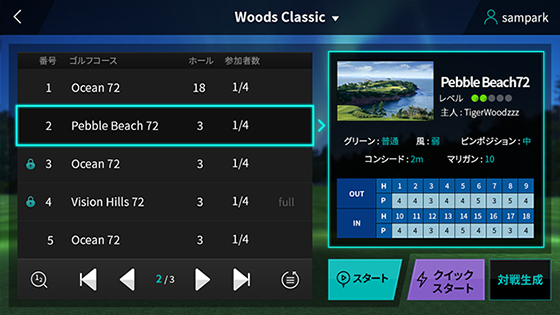 Woods Classic
sampark
番号 ゴルフコース ホール 参加者数
1 Ocean 72 18 1/4
2 Pebble Beach 72 3 1/4
3 Ocean 72 3 1/4
4 Vision Hills 72 3 1/4 full
5 Ocean 72 3 1/4
2 / 3
Pebble Beach72
レベル
主人 : TigerWoodzzz
グリーン : 普通 風 : 弱 ピンポジション : 中
コンシード : 2m マリガン : 10
OUT H 1 2 3 4 5 6 7 8 9
P 4 4 3 4 5 3 4 5 4
IN H 10 11 12 13 14 15 16 17 18
P 4 4 3 4 5 3 4 5 4
スタート
クイック
スタート
対戦生成